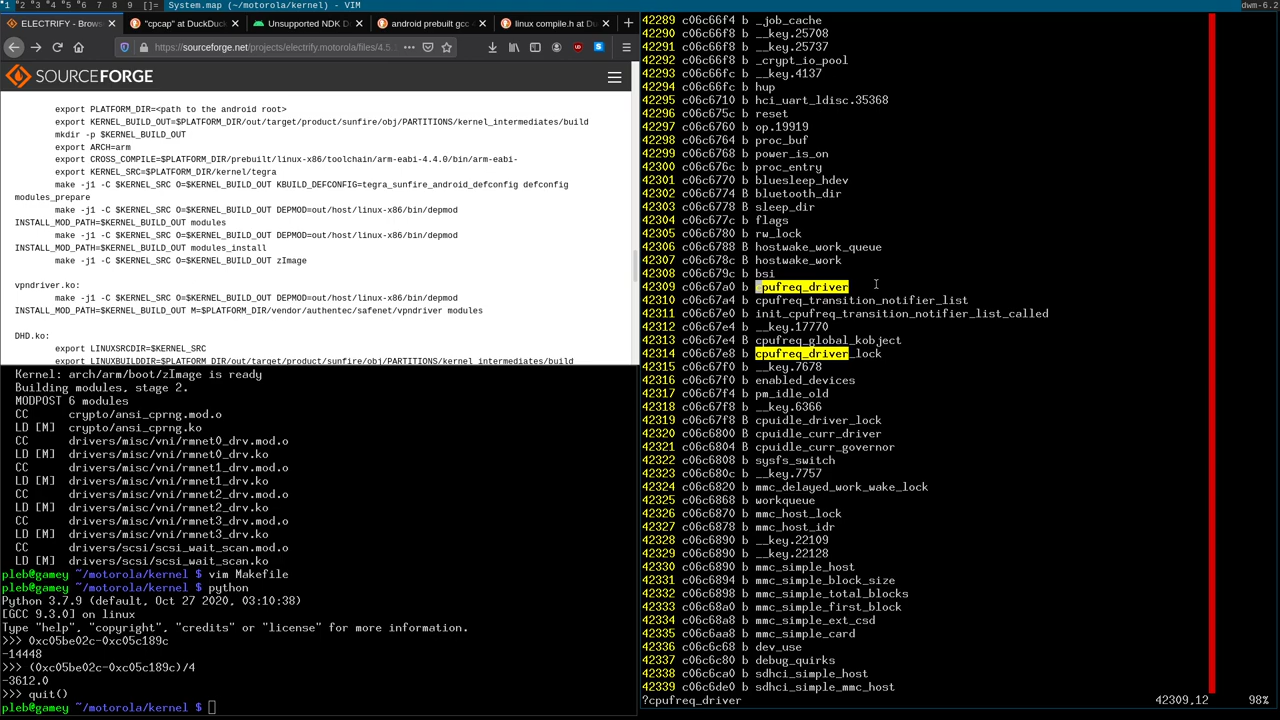 1 2 3 4 5 6 7 8 9 []= System.map (~/motorola/kernel) - VIM
dwm-6.2
ELECTRIFY - Browse
"cpcap" at DuckDuc
Unsupported NDK D
android prebuilt gcc
linux compile.h at Du
https://sourceforge.net/projects/electrify.motorola/files/4.5.
SOURCEFORGE
export PLATFORM_DIR=<path to the android root>
export KERNEL_BUILD_OUT=$PLATFORM_DIR/out/target/product/sunfire/obj/PARTITIONS/kernel_intermediates/build
mkdir -p $KERNEL_BUILD_OUT
export ARCH=arm
export CROSS_COMPILE=$PLATFORM_DIR/prebuilt/linux-x86/toolchain/arm-eabi-4.4.0/bin/arm-eabi-
export KERNEL_SRC=$PLATFORM_DIR/kernel/tegra
make -j1 -C $KERNEL_SRC O=$KERNEL_BUILD_OUT KBUILD_DEFCONFIG=tegra_sunfire_android_defconfig defconfig
modules_prepare
make -j1 -C $KERNEL_SRC O=$KERNEL_BUILD_OUT DEPMOD=out/host/linux-x86/bin/depmod
INSTALL_MOD_PATH=$KERNEL_BUILD_OUT modules
make -j1 -C $KERNEL_SRC O=$KERNEL_BUILD_OUT DEPMOD=out/host/linux-x86/bin/depmod
INSTALL_MOD_PATH=$KERNEL_BUILD_OUT modules_install
make -j1 -C $KERNEL_SRC O=$KERNEL_BUILD_OUT zImage
vpndriver.ko:
make -j1 -C $KERNEL_SRC O=$KERNEL_BUILD_OUT DEPMOD=out/host/linux-x86/bin/depmod
INSTALL_MOD_PATH=$KERNEL_BUILD_OUT M=$PLATFORM_DIR/vendor/authentec/safenet/vpndriver modules
DHD.ko:
export LINUXSRCDIR=$KERNEL_SRC
export LINUXBUILDDIR=$PLATFORM_DIR/out/target/product/sunfire/obj/PARTITIONS/kernel_intermediates/build
Kernel: arch/arm/boot/zImage is ready
Building modules, stage 2.
MODPOST 6 modules
CC crypto/ansi_cprng.mod.o
LD [M] crypto/ansi_cprng.ko
CC drivers/misc/vni/rmnet0_drv.mod.o
LD [M] drivers/misc/vni/rmnet0_drv.ko
CC drivers/misc/vni/rmnet1_drv.mod.o
LD [M] drivers/misc/vni/rmnet1_drv.ko
CC drivers/misc/vni/rmnet2_drv.mod.o
LD [M] drivers/misc/vni/rmnet2_drv.ko
CC drivers/misc/vni/rmnet3_drv.mod.o
LD [M] drivers/misc/vni/rmnet3_drv.ko
CC drivers/scsi/scsi_wait_scan.mod.o
LD [M] drivers/scsi/scsi_wait_scan.ko
pleb@gamey ~/motorola/kernel $ vim Makefile
pleb@gamey ~/motorola/kernel $ python
Python 3.7.9 (default, Oct 27 2020, 03:10:38)
[EGCC 9.3.0] on linux
Type "help", "copyright", "credits" or "license" for more information.
>>> 0xc05be02c-0xc05c189c
-14448
>>> (0xc05be02c-0xc05c189c)/4
-3612.0
>>> quit()
pleb@gamey ~/motorola/kernel $
42289 c06c66f4 b _job_cache
42290 c06c66f8 b __key.25708
42291 c06c66f8 b __key.25737
42292 c06c66f8 b _crypt_io_pool
42293 c06c66fc b __key.4137
42294 c06c66fc b hup
42295 c06c6710 b hci_uart_ldisc.35368
42296 c06c675c b reset
42297 c06c6760 b op.19919
42298 c06c6764 b proc_buf
42299 c06c6768 b power_is_on
42300 c06c676c b proc_entry
42301 c06c6770 b bluesleep_hdev
42302 c06c6774 B bluetooth_dir
42303 c06c6778 B sleep_dir
42304 c06c677c b flags
42305 c06c6780 b rw_lock
42306 c06c6788 B hostwake_work_queue
42307 c06c678c B hostwake_work
42308 c06c679c b bsi
42309 c06c67a0 b cpufreq_driver
42310 c06c67a4 b cpufreq_transition_notifier_list
42311 c06c67e0 b init_cpufreq_transition_notifier_list_called
42312 c06c67e4 b __key.17770
42313 c06c67e4 B cpufreq_global_kobject
42314 c06c67e8 b cpufreq_driver_lock
42315 c06c67f0 b __key.7678
42316 c06c67f0 b enabled_devices
42317 c06c67f4 b pm_idle_old
42318 c06c67f8 b __key.6366
42319 c06c67f8 B cpuidle_driver_lock
42320 c06c6800 B cpuidle_curr_driver
42321 c06c6804 B cpuidle_curr_governor
42322 c06c6808 b sysfs_switch
42323 c06c680c b __key.7757
42324 c06c6820 b mmc_delayed_work_wake_lock
42325 c06c6868 b workqueue
42326 c06c6870 b mmc_host_lock
42327 c06c6878 b mmc_host_idr
42328 c06c6890 b __key.22109
42329 c06c6890 b __key.22128
42330 c06c6890 b mmc_simple_host
42331 c06c6894 b mmc_simple_block_size
42332 c06c6898 b mmc_simple_total_blocks
42333 c06c68a0 b mmc_simple_first_block
42334 c06c68a8 b mmc_simple_ext_csd
42335 c06c6aa8 b mmc_simple_card
42336 c06c6c68 b dev_use
42337 c06c6c80 b debug_quirks
42338 c06c6ca0 b sdhci_simple_host
42339 c06c6de0 b sdhci_simple_mmc_host
?cpufreq_driver 42309,12 98%